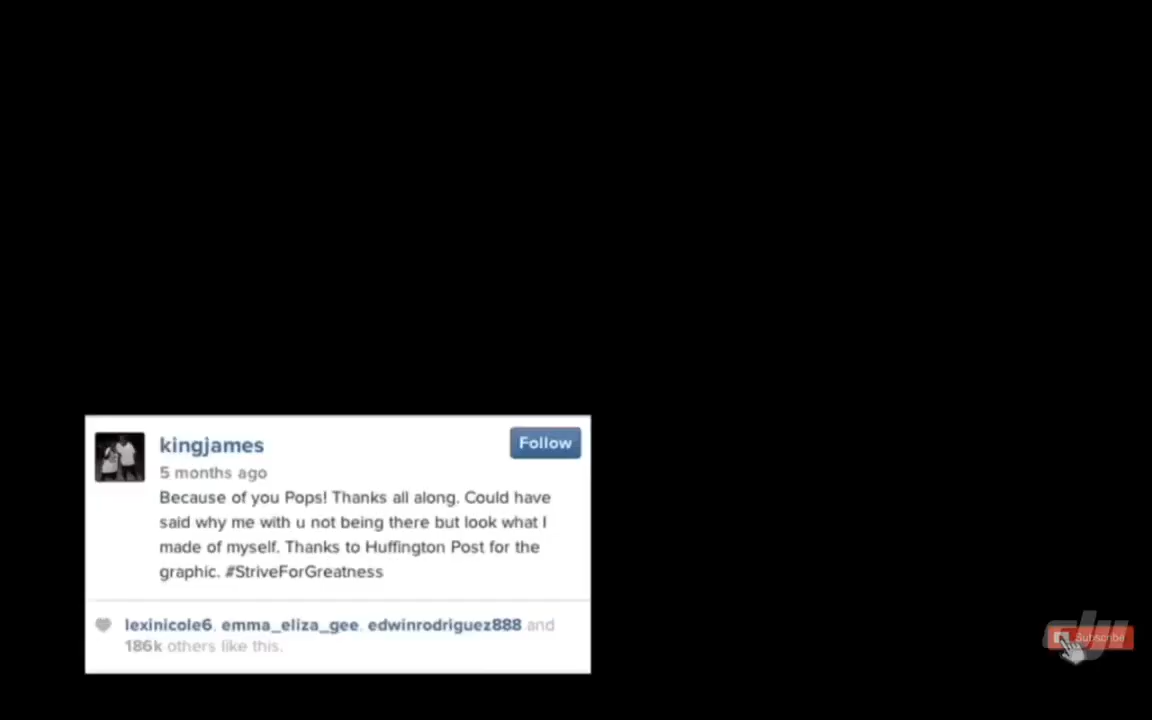 kingjames
Follow
5 months ago
Because of you Pops! Thanks all along. Could have
said why me with u not being there but look what I
made of myself. Thanks to Huffington Post for the
graphic. #StriveForGreatness
lexinicole6, emma_eliza_gee, edwinrodriguez888 and
186k others like this.
dji
Subscribe